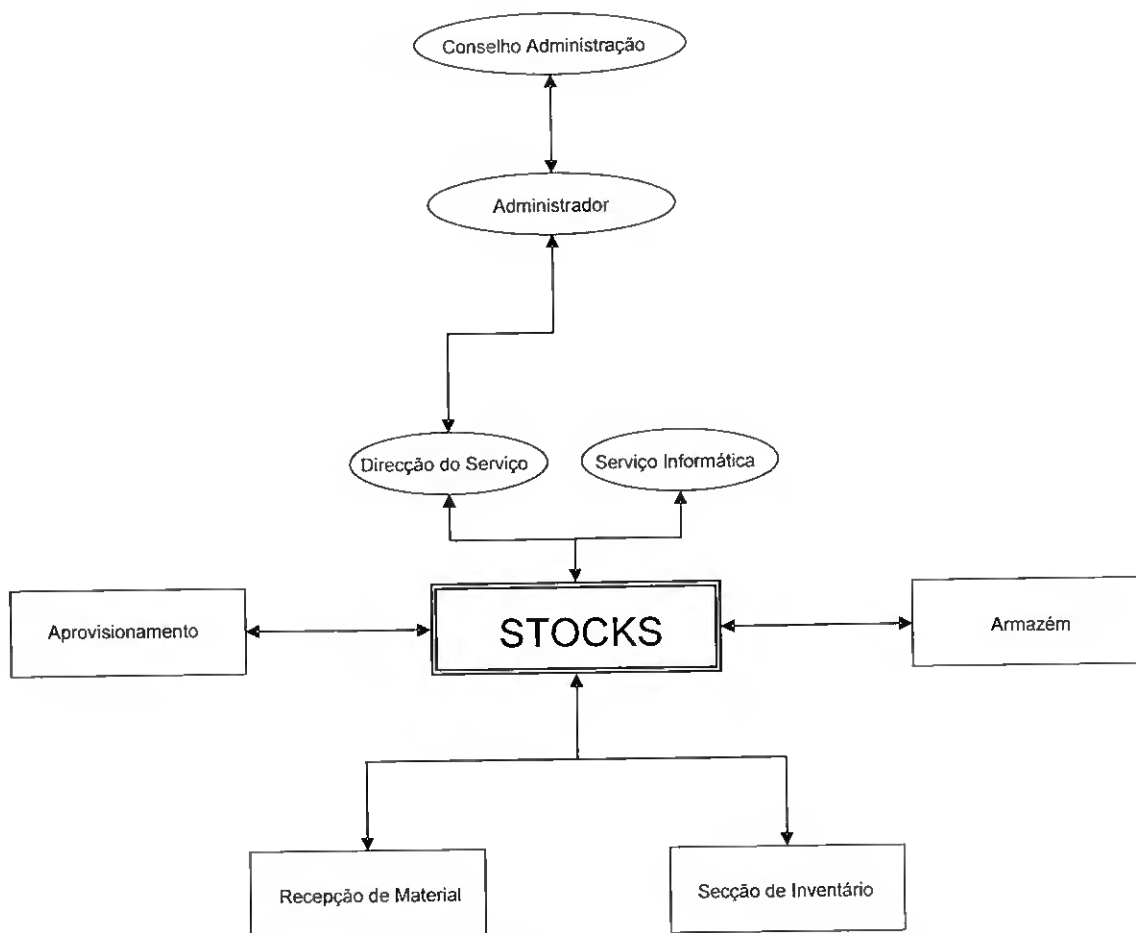 Conselho Administração
Administrador
Direcção do Serviço
Serviço Informática
Aprovisionamento
STOCKS
Armazém
Recepção de Material
Secção de Inventário